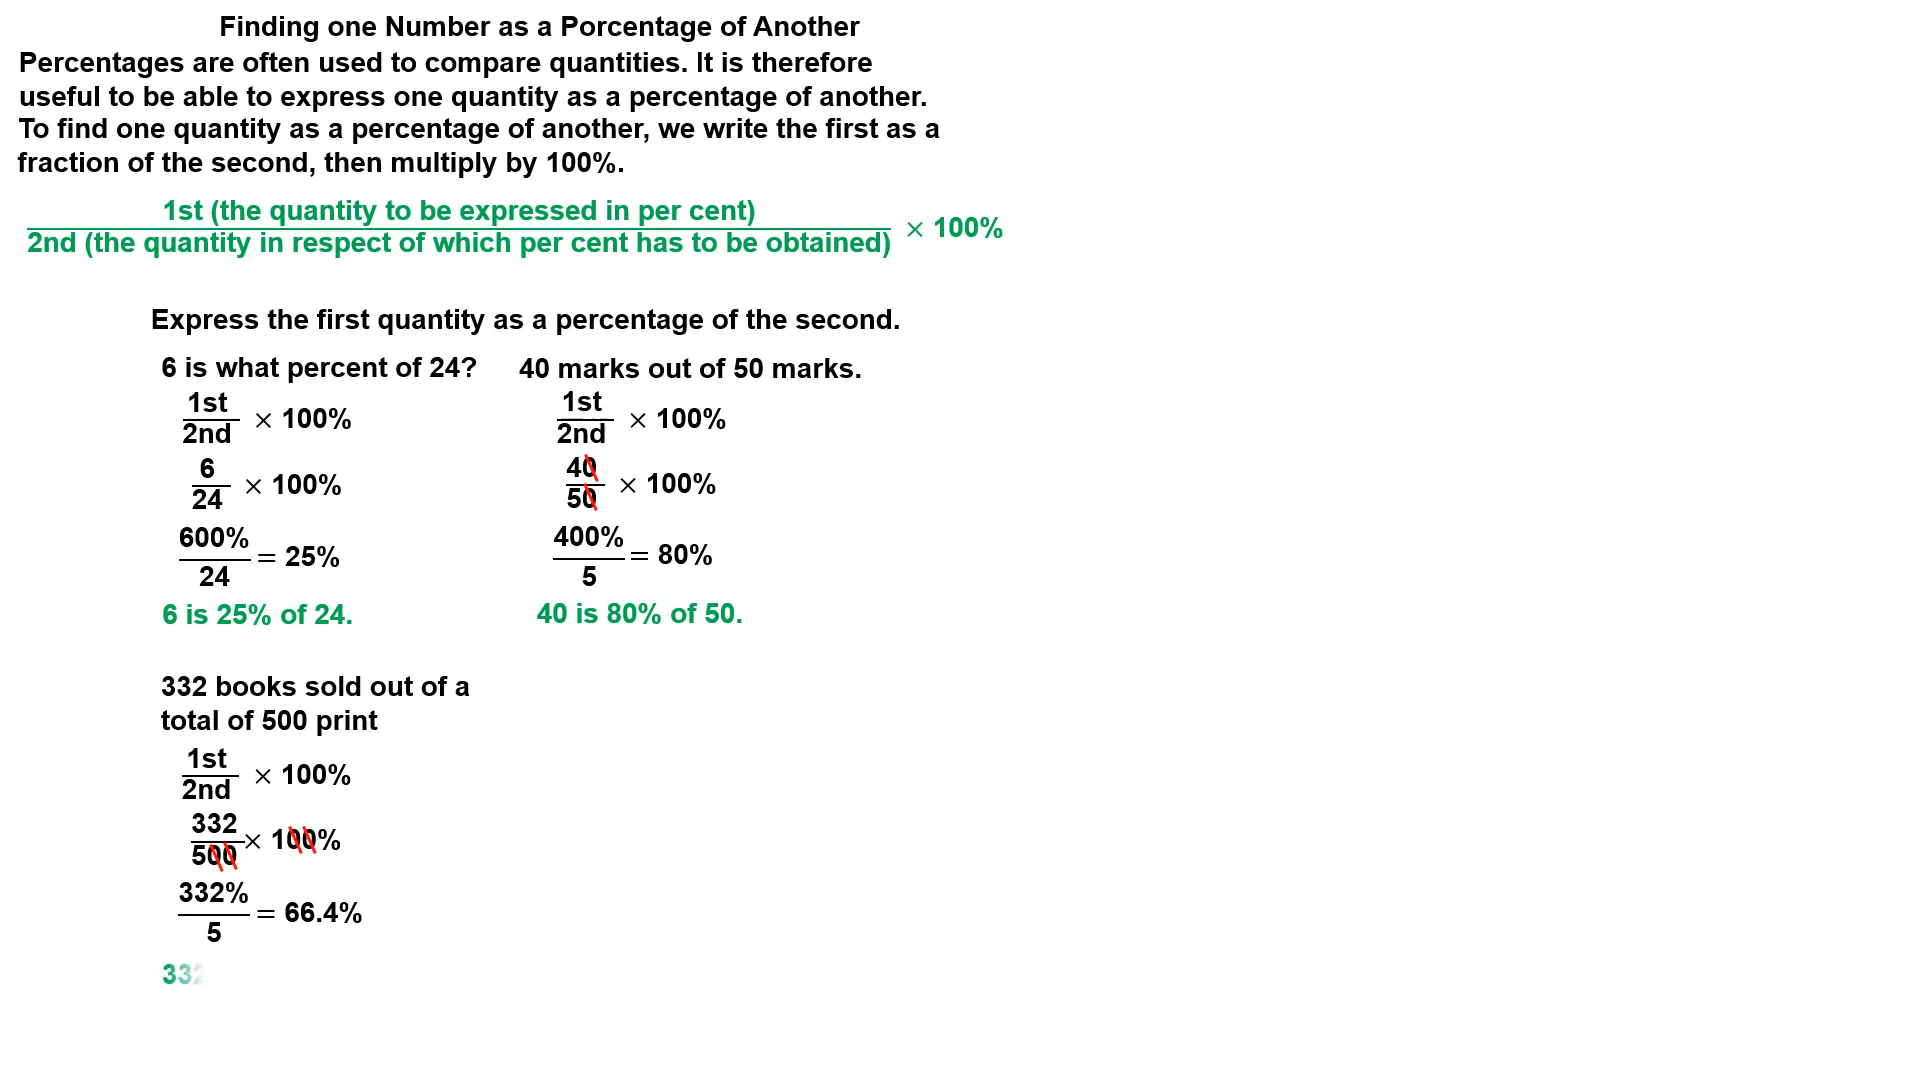 Finding one Number as a Porcentage of Another
Percentages are often used to compare quantities. It is therefore
useful to be able to express one quantity as a percentage of another.
To find one quantity as a percentage of another, we write the first as a
fraction of the second, then multiply by 100%.
1st (the quantity to be expressed in per cent)
2nd (the quantity in respect of which per cent has to be obtained)
× 100%
Express the first quantity as a percentage of the second.
6 is what percent of 24?
1st
2nd
× 100%
6
24
× 100%
600%
24
= 25%
6 is 25% of 24.
40 marks out of 50 marks.
1st
2nd
× 100%
40
50
× 100%
400%
5
= 80%
40 is 80% of 50.
332 books sold out of a
total of 500 print
1st
2nd
× 100%
332
500
× 100%
332%
5
= 66.4%
332